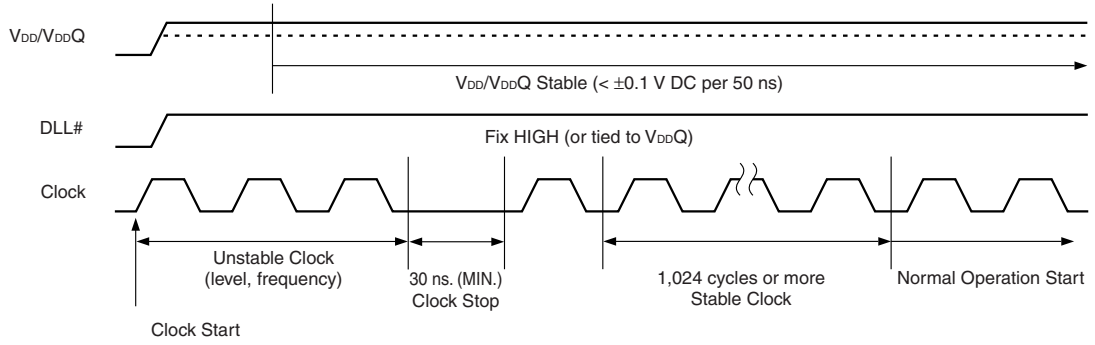 VDD/VDDQ
VDD/VDDQ Stable (< ±0.1 V DC per 50 ns)
DLL#
Fix HIGH (or tied to VDDQ)
Clock
Unstable Clock
(level, frequency)
30 ns. (MIN.)
Clock Stop
1,024 cycles or more
Stable Clock
Normal Operation Start
Clock Start